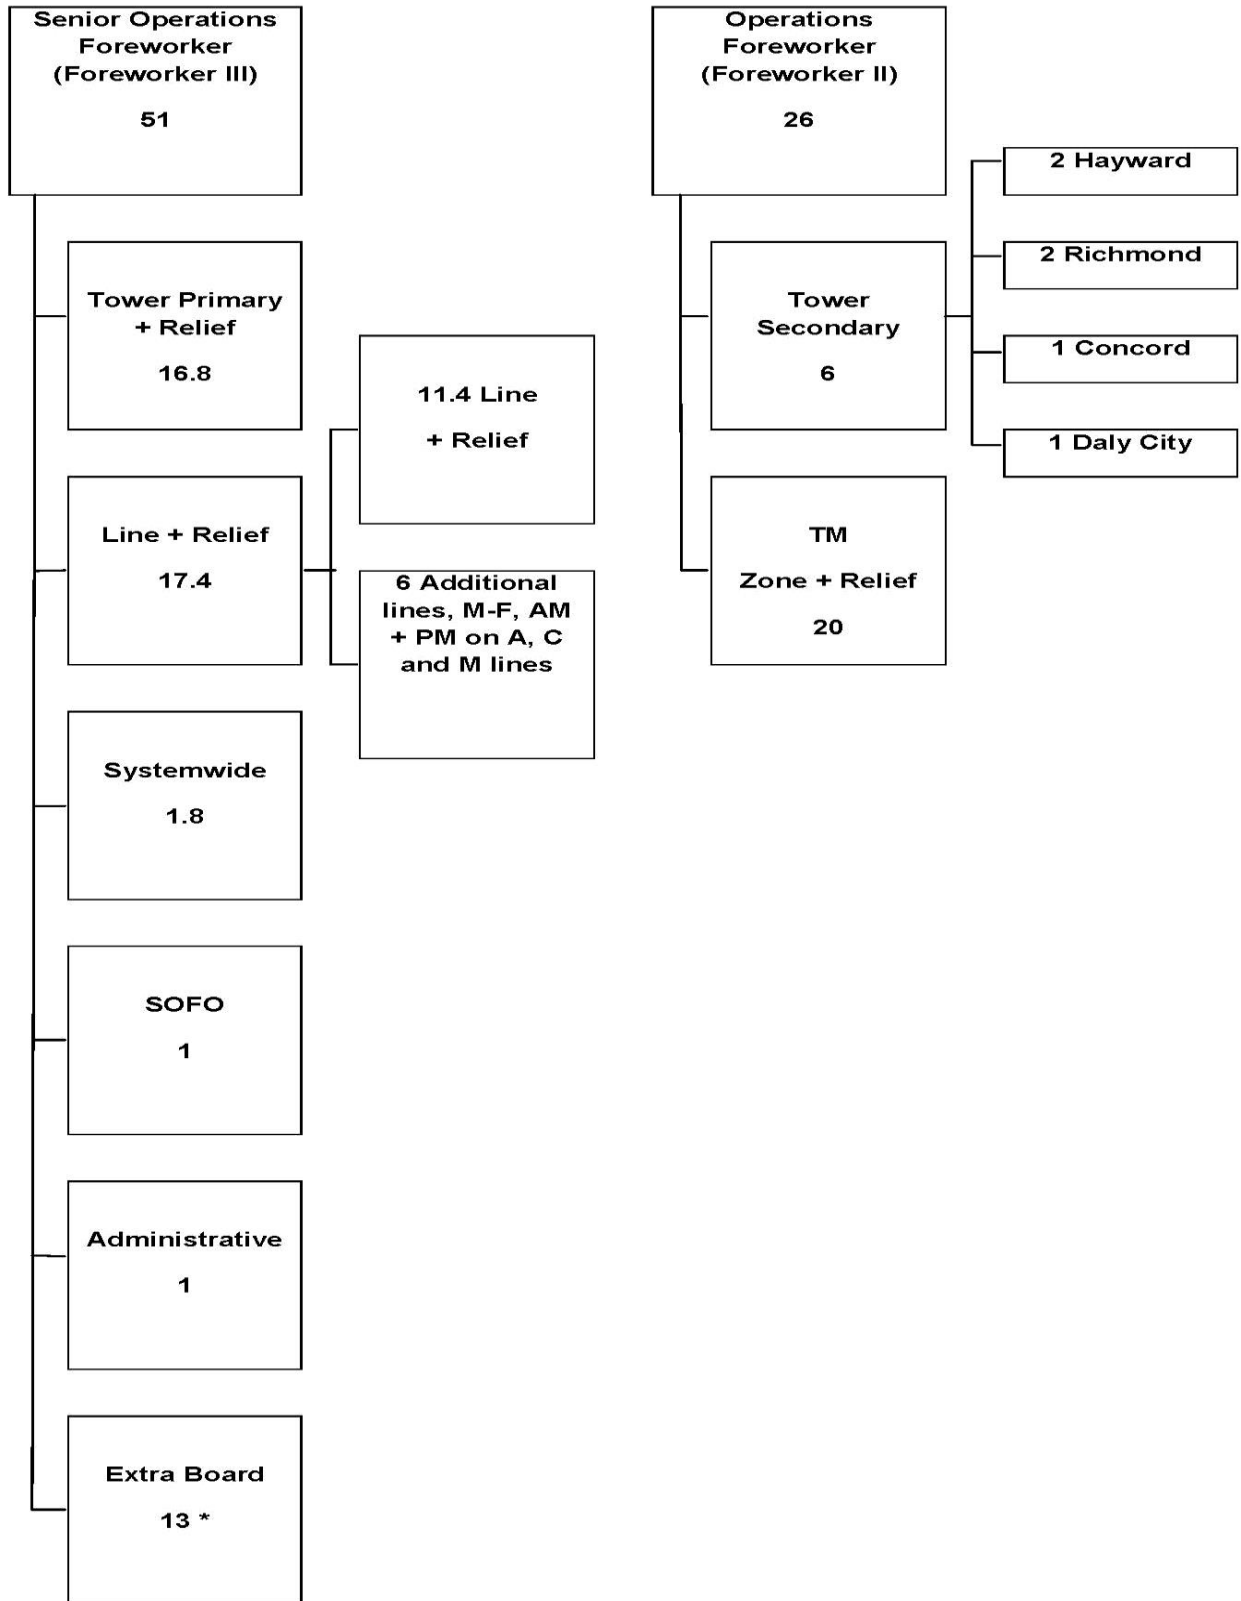 Senior Operations
Foreworker
(Foreworker III)
51
Tower Primary
+ Relief
16.8
Line + Relief
17.4
11.4 Line
+ Relief
6 Additional
lines, M-F, AM
+ PM on A, C
and M lines
Systemwide
1.8
SOFO
1
Administrative
1
Extra Board
13 *
Operations
Foreworker
(Foreworker II)
26
Tower
Secondary
6
2 Hayward
2 Richmond
1 Concord
1 Daly City
TM
Zone + Relief
20